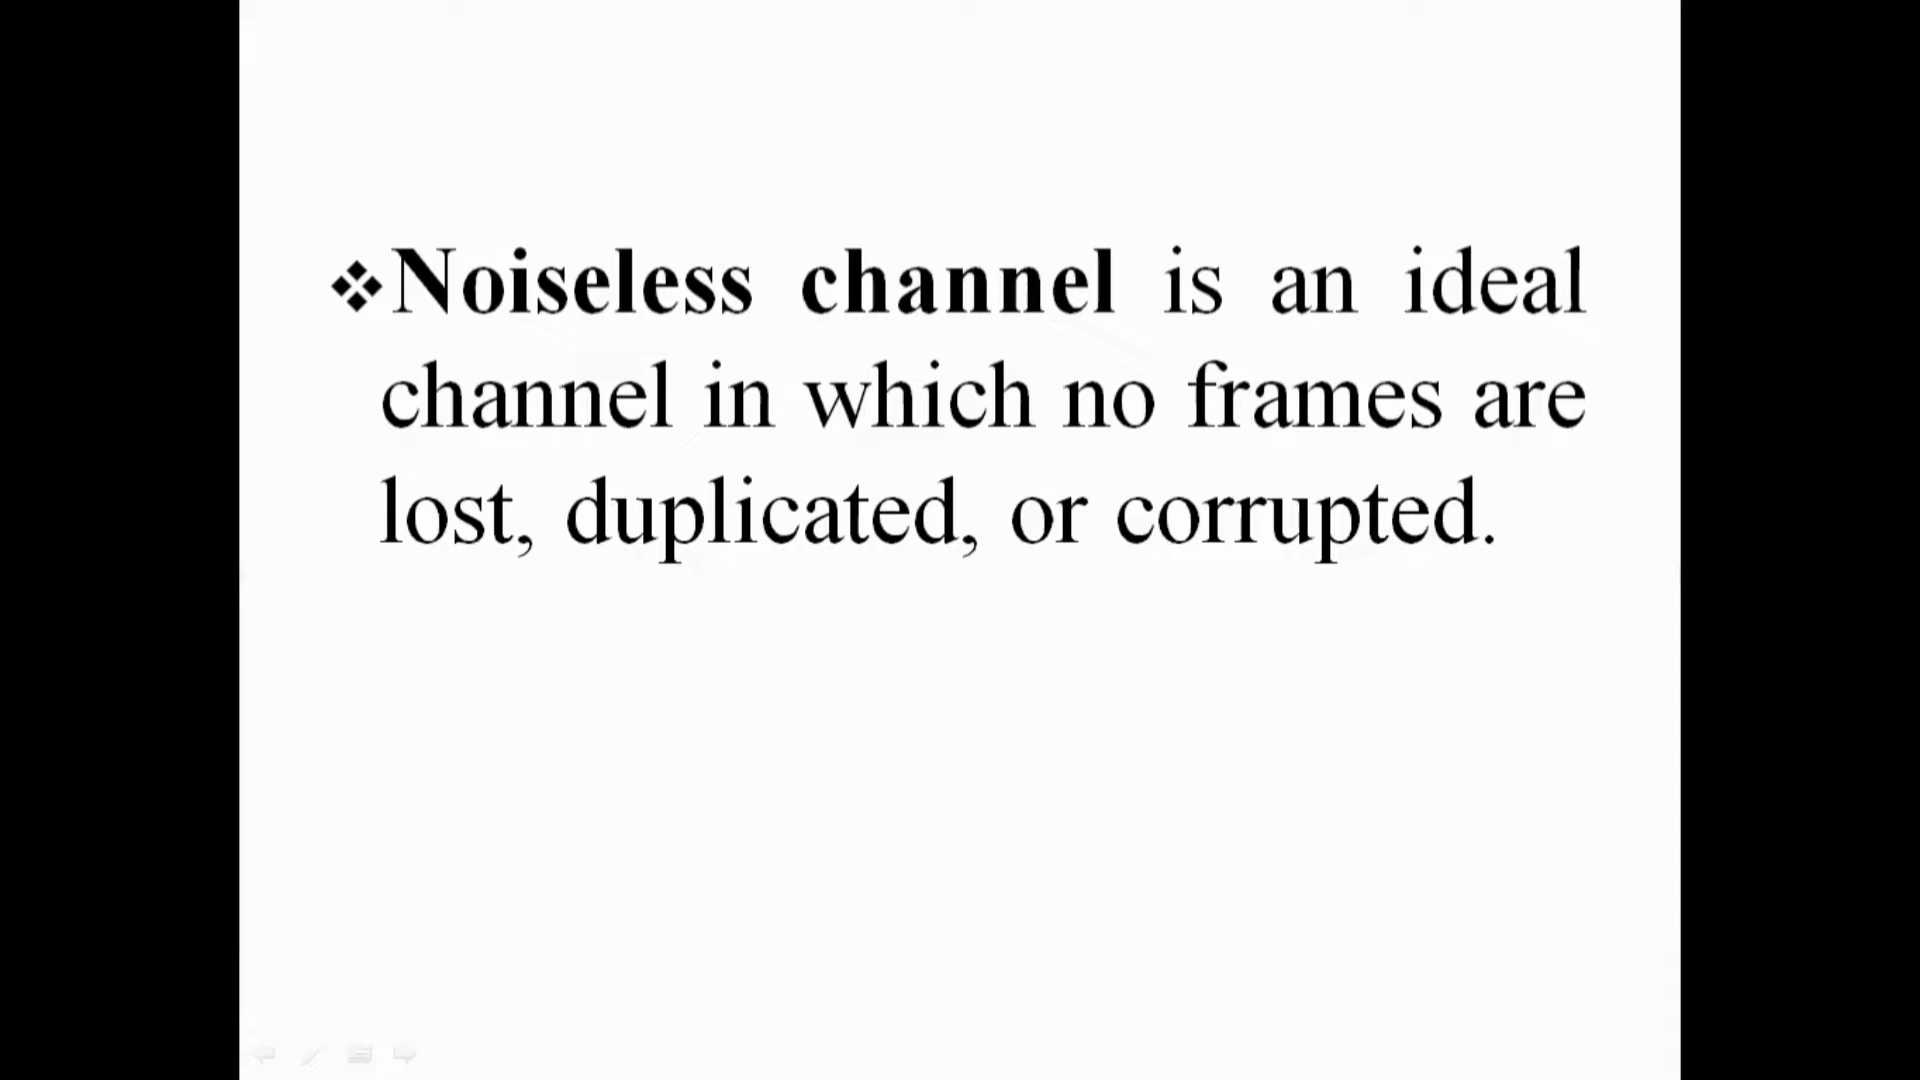 ❖Noiseless channel is an ideal
channel in which no frames are
lost, duplicated, or corrupted.